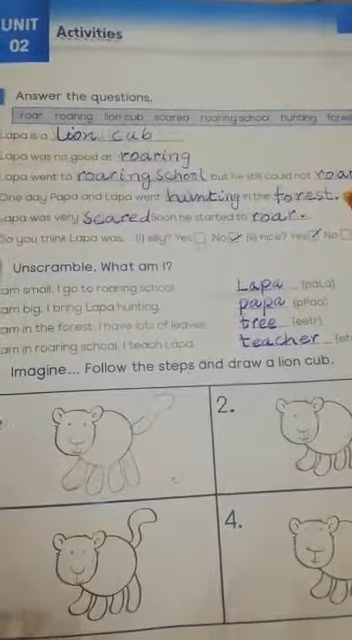 UNIT
02
Activities
Answer the questions.
roar roaring lion cub scared roaring school hunting
Lapa is a lion cub
Lapa was no good at roaring
Lapa went to roaring school but he still could not
One day Papa and Lapa went hunting in the forest.
Lapa was very scared Soon he started to roar.
Do you think Lapa was. (i) silly? Yes No (ii) nice? Yes No
Unscramble. What am I?
am small. I go to roaring school. Lapa (paLa)
am big. I bring Lapa hunting. papa (pPaa)
am in the forest. I have lots of leaves. tree (eetr)
am in roaring school. I teach Lapa. teacher
Imagine... Follow the steps and draw a lion cub.
2.
4.